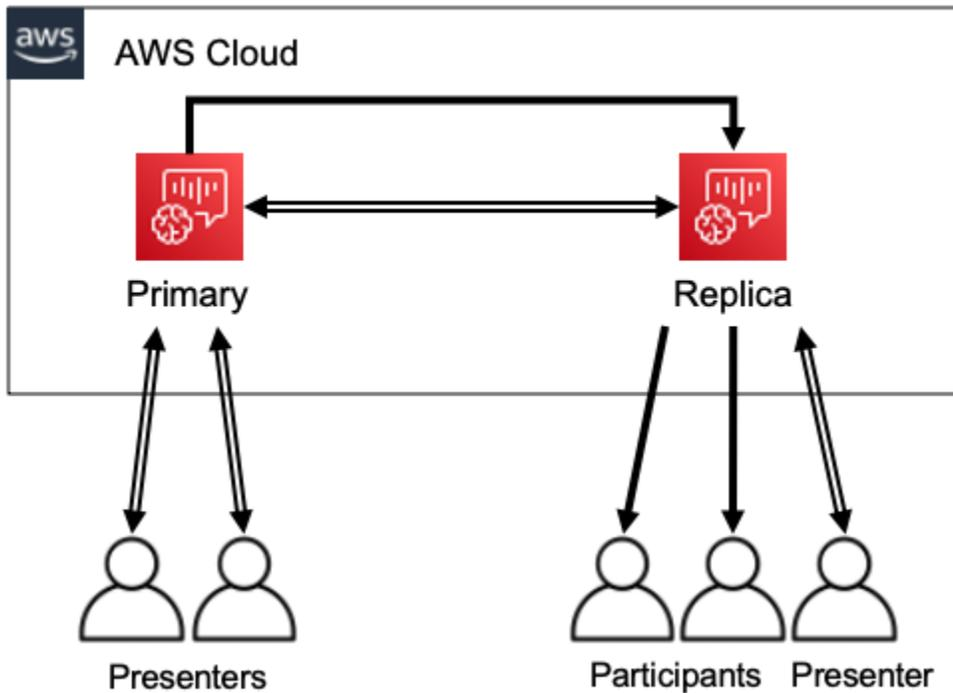 aws
AWS Cloud
Primary
Replica
Presenters
Participants
Presenter